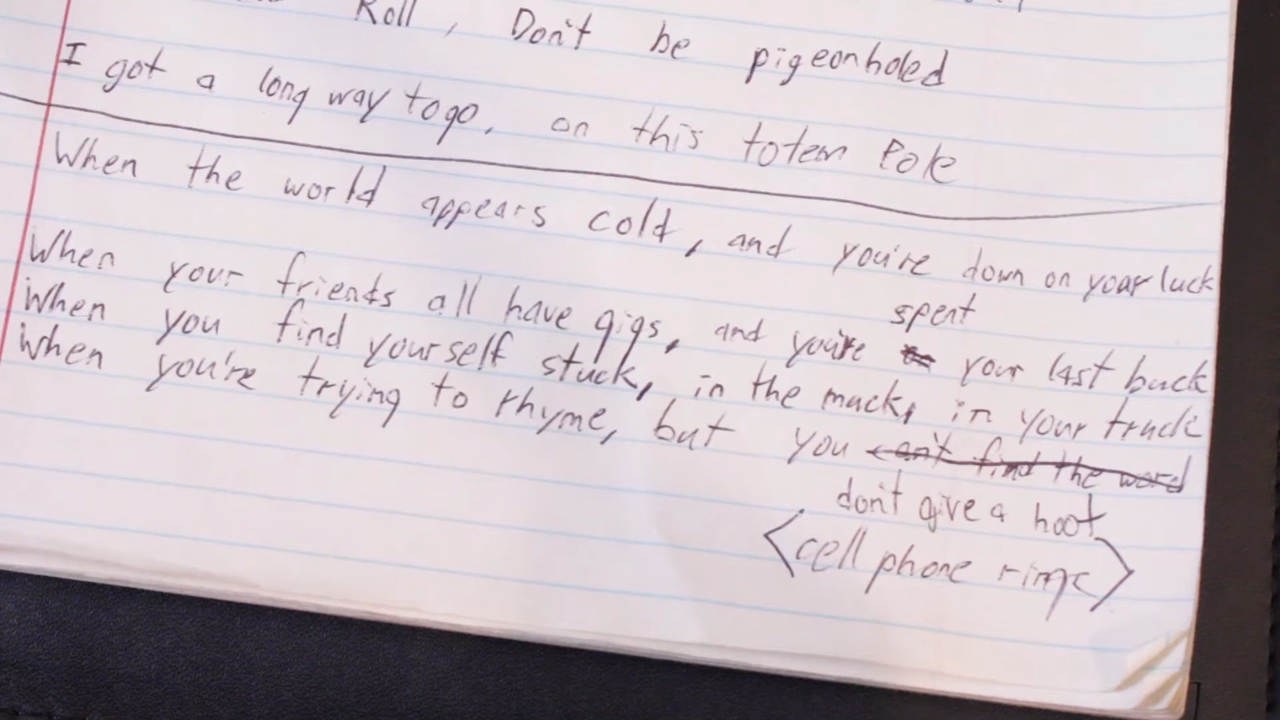 Roll, Don't be pigeonholed
I got a long way to go, on this totem Pole
When the world appears cold, and you're down on your luck
When your friends all have gigs, and you're spent your last buck
When you find yourself stuck, in the muck, in your truck
When you're trying to rhyme, but you can't find the word
don't give a hoot
<cell phone rings>